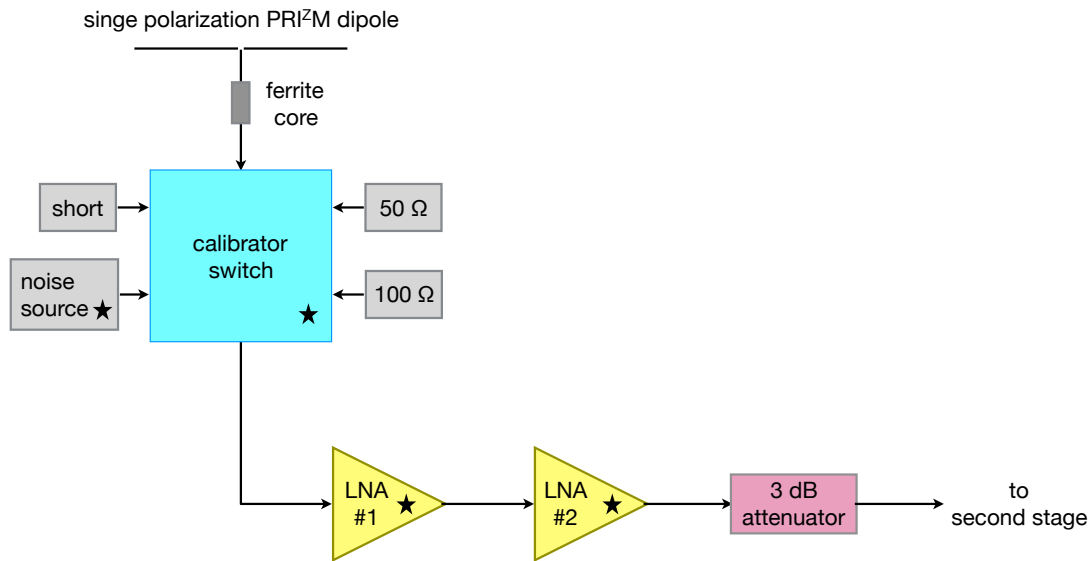 singe polarization PRIᶻM dipole
ferrite
core
short
50 Ω
calibrator
switch
noise
source
100 Ω
LNA
#1
LNA
#2
3 dB
attenuator
to
second stage